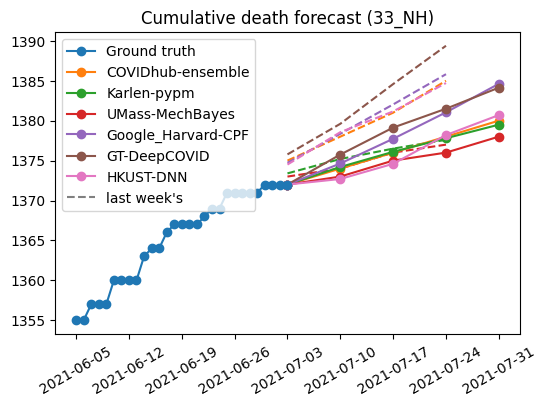 Cumulative death forecast (33_NH)
1390
1385
1380
1375
1370
1365
1360
1355
Ground truth
COVIDhub-ensemble
Karlen-pypm
UMass-MechBayes
Google_Harvard-CPF
GT-DeepCOVID
HKUST-DNN
last week's
2021-06-05
2021-06-12
2021-06-19
2021-06-26
2021-07-03
2021-07-10
2021-07-17
2021-07-24
2021-07-31